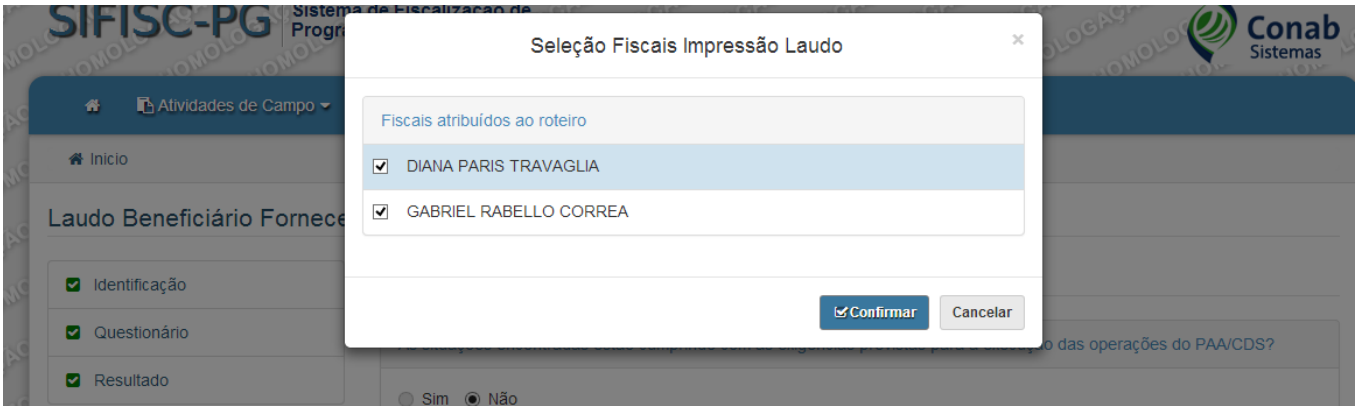 SIFISC-PG
Sistema de Fiscalização de
Progra
Conab
Sistemas
HOMOLOGAÇÃO
Seleção Fiscais Impressão Laudo
×
Atividades de Campo
Fiscais atribuídos ao roteiro
Inicio
DIANA PARIS TRAVAGLIA
GABRIEL RABELLO CORREA
Laudo Beneficiário Fornece
Identificação
Questionário
Resultado
Confirmar
Cancelar
das operações do PAA/CDS?
Sim
Não